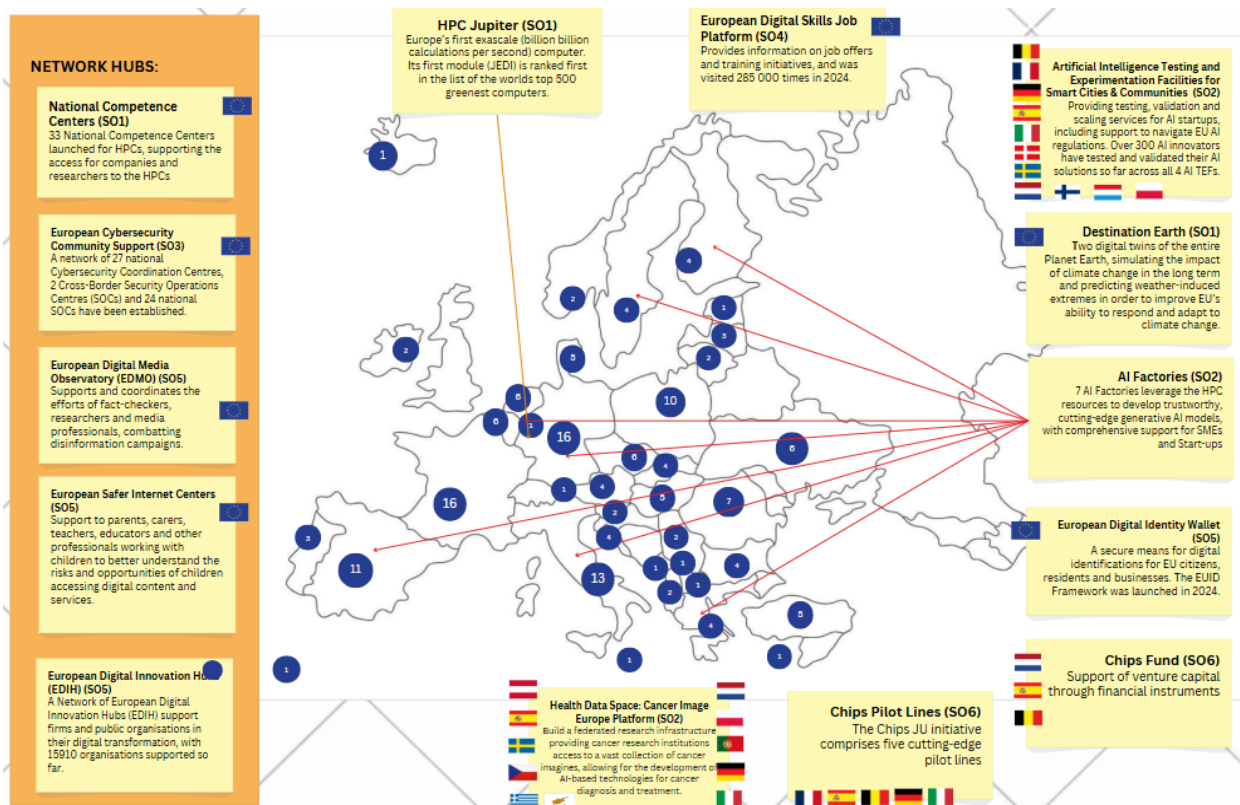 NETWORK HUBS:
National Competence
Centers (SO1)
33 National Competence Centers
launched for HPCs, supporting the
access for companies and
researchers to the HPCs
European Cybersecurity
Community Support (SO3)
A network of 27 national
Cybersecurity Coordination Centres,
2 Cross-Border Security Operations
Centres (SOCs) and 24 national
SOCs have been established.
European Digital Media
Observatory (EDMO) (SO5)
Supports and coordinates the
efforts of fact-checkers,
researchers and media
professionals, combatting
disinformation campaigns.
European Safer Internet Centers
(SO5)
Support to parents, carers,
teachers, educators and other
professionals working with
children to better understand the
risks and opportunities of children
accessing digital content and
services.
European Digital Innovation
(EDIH) (SO5)
A Network of European Digital
Innovation Hubs (EDIH) support
firms and public organisations in
their digital transformation, with
15910 organisations supported so
far.
HPC Jupiter (SO1)
Europe's first exascale (billion billion
calculations per second) computer.
Its first module (JEDI) is ranked first
in the list of the worlds top 500
greenest computers.
European Digital Skills Job
Platform (SO4)
Provides information on job offers
and training initiatives, and was
visited 285 000 times in 2024.
Artificial Intelligence Testing and
Experimentation Facilities for
Smart Cities & Communities (SO2)
Providing testing, validation and
scaling services for AI startups,
including support to navigate EU AI
regulations. Over 300 AI innovators
have tested and validated their AI
solutions so far across all 4 AI TEFs.
Destination Earth (SO1)
Two digital twins of the entire
Planet Earth, simulating the impact
of climate change in the long term
and predicting weather-induced
extremes in order to improve EU's
ability to respond and adapt to
climate change.
AI Factories (SO2)
7 AI Factories leverage the HPC
resources to develop trustworthy,
cutting-edge generative AI models,
with comprehensive support for SMEs
and Start-ups
European Digital Identity Wallet
(SO5)
A secure means for digital
identifications for EU citizens,
residents and businesses. The EUID
Framework was launched in 2024.
Chips Fund (SO6)
Support of venture capital
through financial instruments
Health Data Space: Cancer Image
Europe Platform (SO2)
Build a federated research infrastructure
providing cancer research institutions
access to a vast collection of cancer
imagines, allowing for the development of
AI-based technologies for cancer
diagnosis and treatment.
Chips Pilot Lines (SO6)
The Chips JU initiative
comprises five cutting-edge
pilot lines
1
4
2
4
1
3
2
2
5
6
6
1
10
16
6
6
4
1
4
5
7
16
2
3
4
2
11
13
1
1
4
2
1
5
4
1
1
1